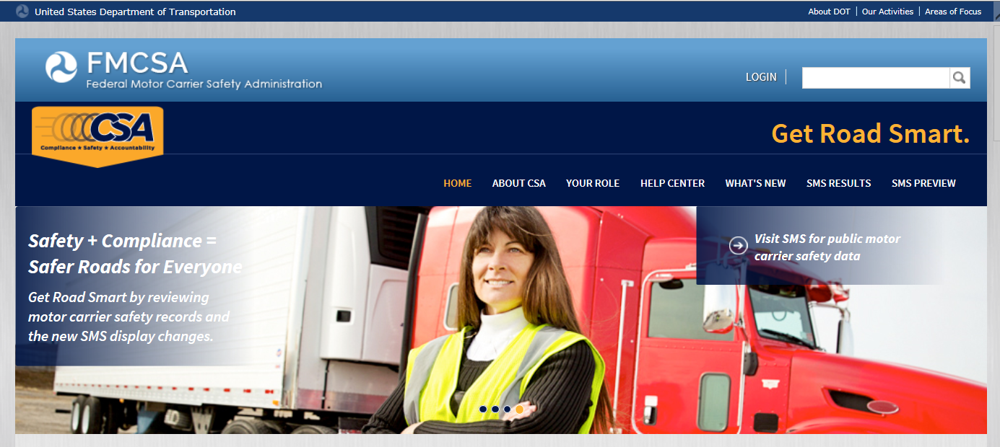 United States Department of Transportation
About DOT | Our Activities | Areas of Focus
FMCSA
Federal Motor Carrier Safety Administration
LOGIN
CSA
Compliance ★ Safety ★ Accountability
Get Road Smart.
HOME ABOUT CSA YOUR ROLE HELP CENTER WHAT'S NEW SMS RESULTS SMS PREVIEW
Safety + Compliance =
Safer Roads for Everyone
Get Road Smart by reviewing
motor carrier safety records and
the new SMS display changes.
Visit SMS for public motor
carrier safety data